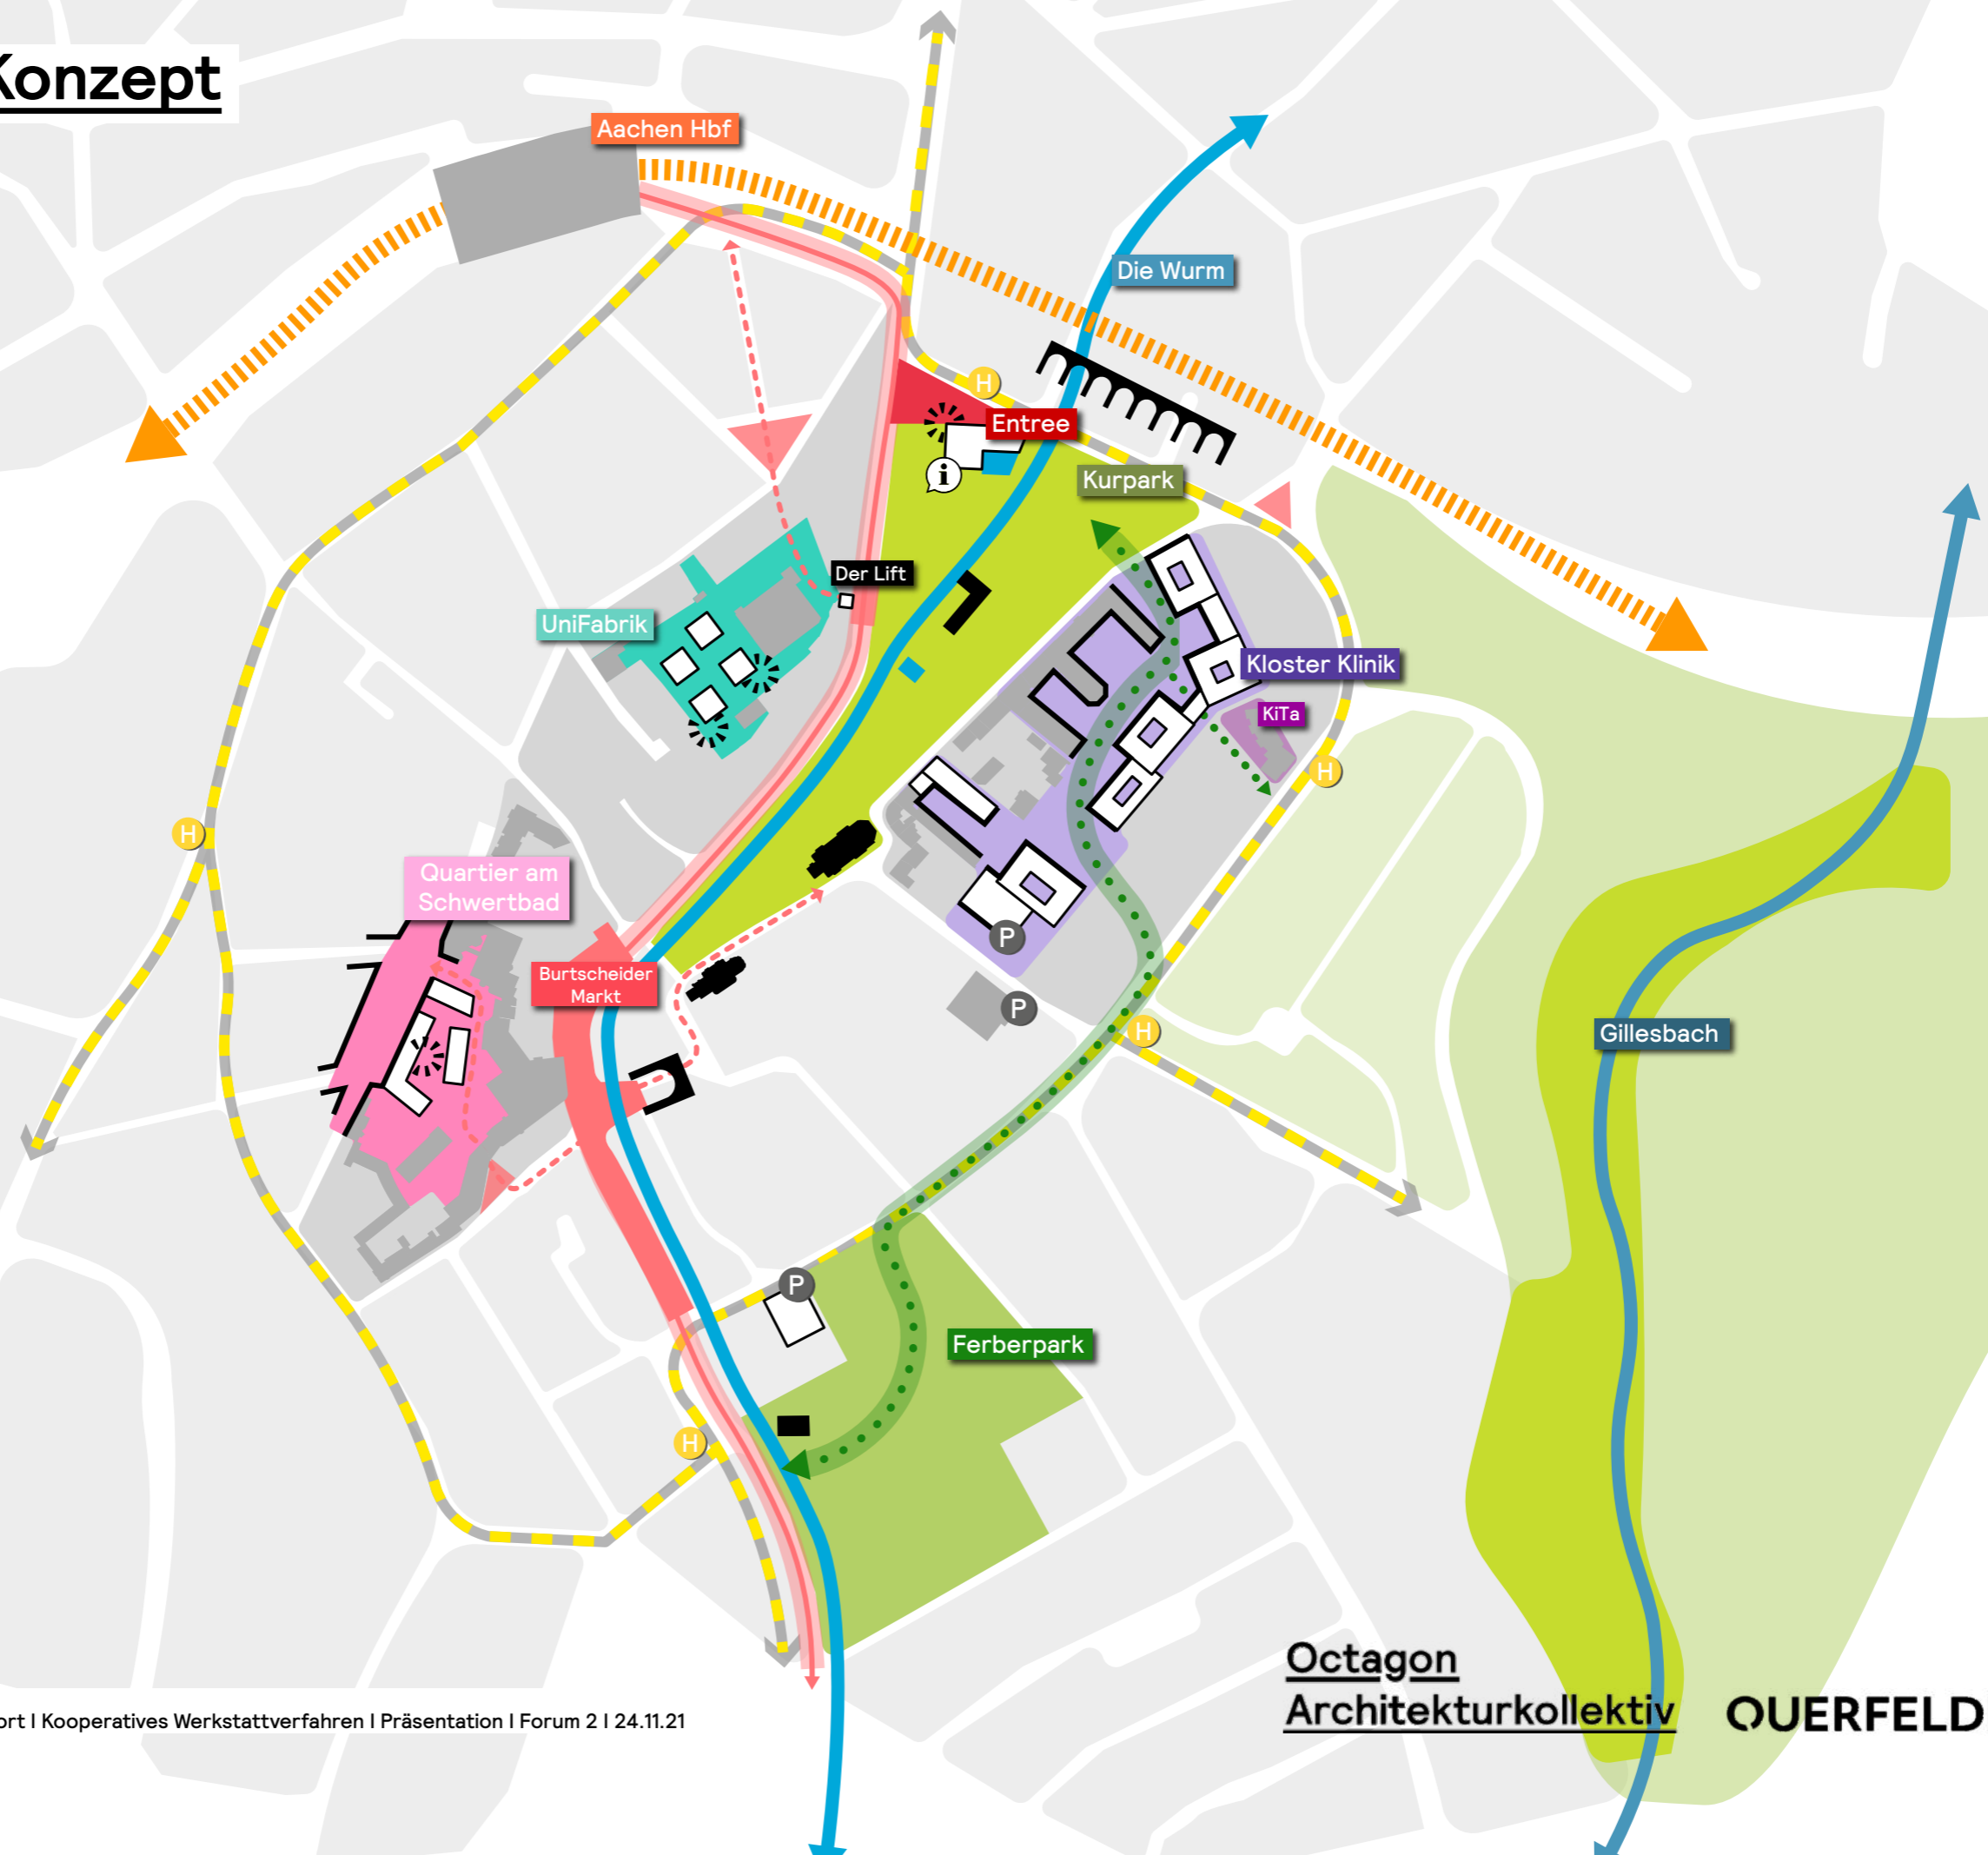 Konzept
Aachen Hbf
Die Wurm
H
Entree
i
Kurpark
Der Lift
UniFabrik
Kloster Klinik
KiTa
H
H
Quartier am
Schwertbad
P
Burtscheider
Markt
P
H
Gillesbach
P
Ferberpark
H
Octagon
Architekturkollektiv
QUERFELD
ort I Kooperatives Werkstattverfahren I Präsentation I Forum 2 I 24.11.21